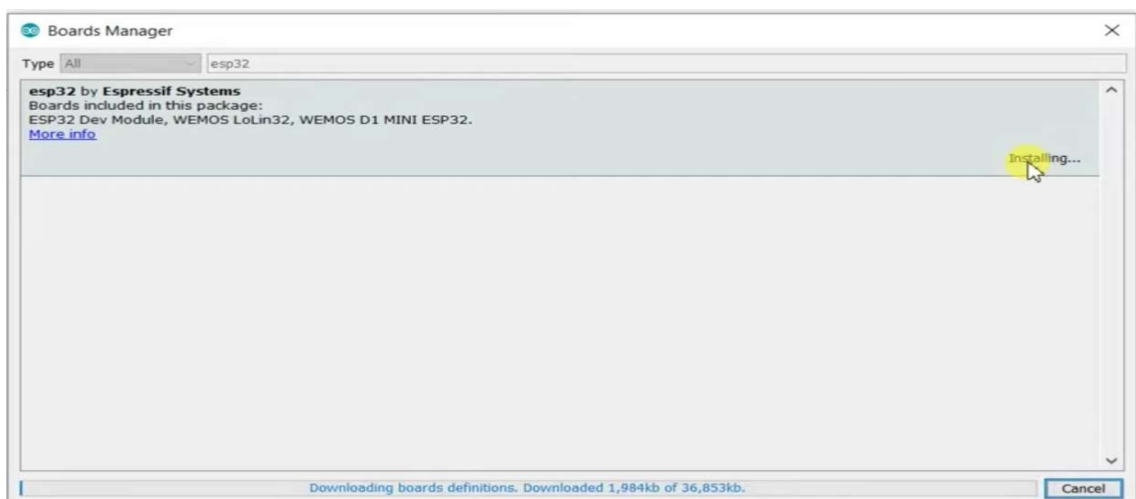 Boards Manager
Type All esp32
esp32 by Espressif Systems
Boards included in this package:
ESP32 Dev Module, WEMOS LoLin32, WEMOS D1 MINI ESP32.
More info
Installing...
Downloading boards definitions. Downloaded 1,984kb of 36,853kb.
Cancel